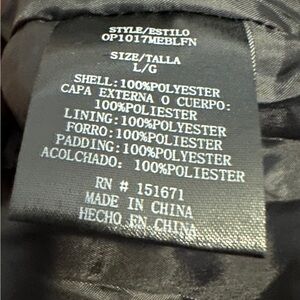 STYLE/ESTILO
OP1017MEBLFN
SIZE/TALLA
L/G
SHELL:100%POLYESTER
CAPA EXTERNA O CUERPO:
100%POLIESTER
LINING:100%POLYESTER
FORRO:100%POLIESTER
PADDING:100%POLYESTER
ACOLCHADO: 100%POLIESTER
RN # 151671
MADE IN CHINA
HECHO EN CHINA